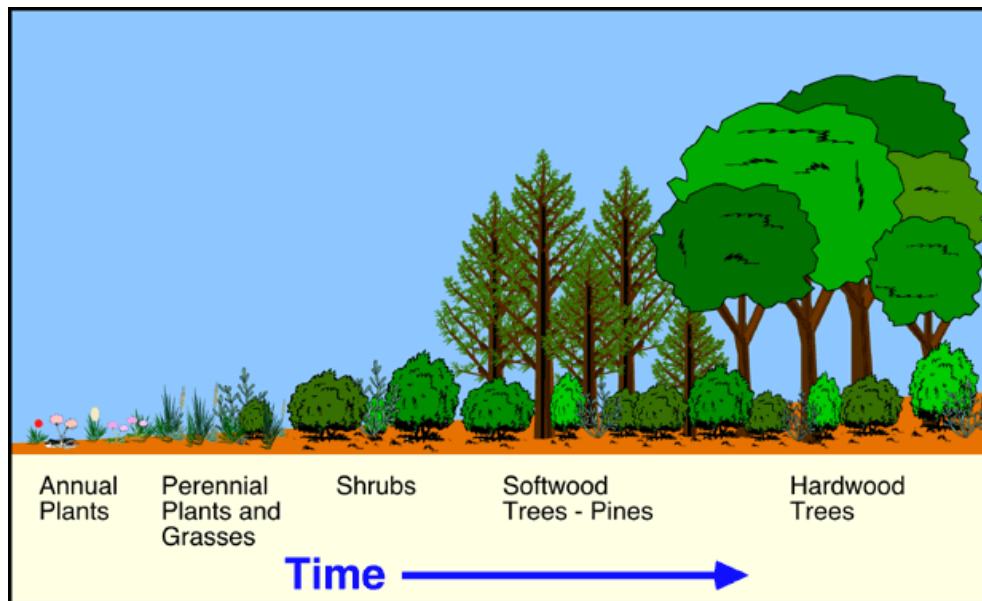 Annual
Plants
Perennial
Plants and
Grasses
Shrubs
Softwood
Trees - Pines
Hardwood
Trees
Time